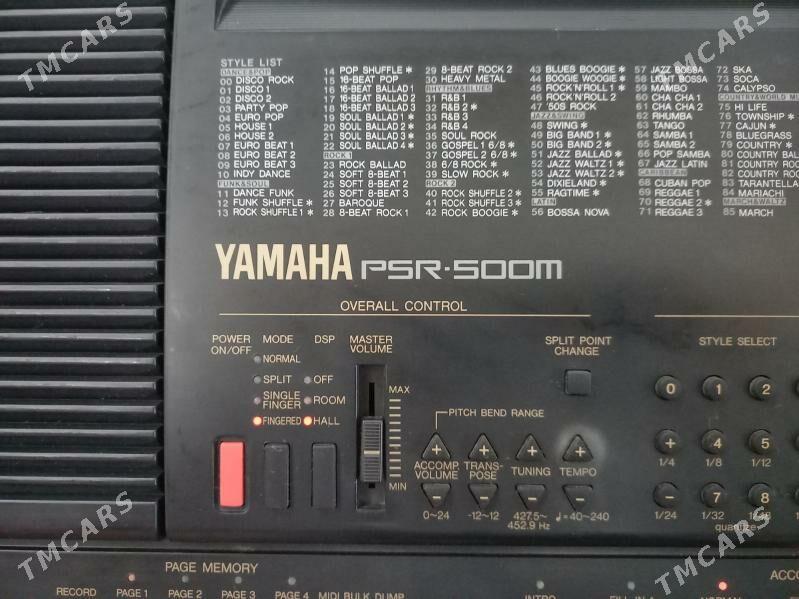 TMCARS
STYLE LIST
DANCE&POP
00 DISCO ROCK
01 DISCO 1
02 DISCO 2
03 PARTY POP
04 EURO POP
05 HOUSE 1
06 HOUSE 2
07 EURO BEAT 1
08 EURO BEAT 2
09 EURO BEAT 3
10 INDY DANCE
FUNK&SOUL
11 DANCE FUNK
12 FUNK SHUFFLE *
13 ROCK SHUFFLE 1 *
14 POP SHUFFLE *
15 16-BEAT POP
16 16-BEAT BALLAD 1
17 16-BEAT BALLAD 2
18 16-BEAT BALLAD 3
19 SOUL BALLAD 1 *
20 SOUL BALLAD 2 *
21 SOUL BALLAD 3 *
22 SOUL BALLAD 4 *
ROCK 1
23 ROCK BALLAD
24 SOFT 8-BEAT 1
25 SOFT 8-BEAT 2
26 SOFT 8-BEAT 3
27 BAROQUE
28 8-BEAT ROCK 1
29 8-BEAT ROCK 2
30 HEAVY METAL
RHYTHM&BLUES
31 R&B 1
32 R&B 2 *
33 R&B 3
34 R&B 4
35 SOUL ROCK
36 GOSPEL 1 6/8 *
37 GOSPEL 2 6/8 *
38 6/8 ROCK *
39 SLOW ROCK *
ROCK 2
40 ROCK SHUFFLE 2 *
41 ROCK SHUFFLE 3 *
42 ROCK BOOGIE *
43 BLUES BOOGIE *
44 BOOGIE WOOGIE *
45 ROCK'N'ROLL 1 *
46 ROCK'N'ROLL 2
47 '50S ROCK
JAZZ&SWING
48 SWING *
49 BIG BAND 1 *
50 BIG BAND 2 *
51 JAZZ BALLAD *
52 JAZZ WALTZ 1 *
53 JAZZ WALTZ 2 *
54 DIXIELAND *
55 RAGTIME *
LATIN
56 BOSSA NOVA
57 JAZZ BOSSA
58 LIGHT BOSSA
59 MAMBO
60 CHA CHA 1
61 CHA CHA 2
62 RHUMBA
63 TANGO
64 SAMBA 1
65 SAMBA 2
66 POP SAMBA
67 JAZZ LATIN
CARIBBEAN
68 CUBAN POP
69 REGGAE 1
70 REGGAE 2 *
71 REGGAE 3
72 SKA
73 SOCA
74 CALYPSO
COUNTRY&WORLD
75 HI LIFE
76 TOWNSHIP *
77 CAJUN *
78 BLUEGRASS
79 COUNTRY *
80 COUNTRY
81 COUNTRY
82 COUNTRY
83 TARANTELLA
84 MARIACHI
MARCH&WALTZ
85 MARCH
YAMAHA PSR-500M
OVERALL CONTROL
POWER ON/OFF
MODE
NORMAL
SPLIT
SINGLE FINGER
FINGERED
DSP
OFF
ROOM
HALL
MASTER VOLUME
MAX
MIN
SPLIT POINT CHANGE
PITCH BEND RANGE
ACCOMP. VOLUME
TRANS-POSE
TUNING
TEMPO
0~24
-12~12
427.5~ 452.9 Hz
♩=40~240
STYLE SELECT
0 1 2
+ 4 5
1/4 1/8 1/12
- 7 8
1/24 1/32
quantize
PAGE MEMORY
RECORD PAGE 1 PAGE 2 PAGE 3 PAGE 4 MIDI BULK DUMP
INTRO
TMCARS
TMCARS
TMCARS